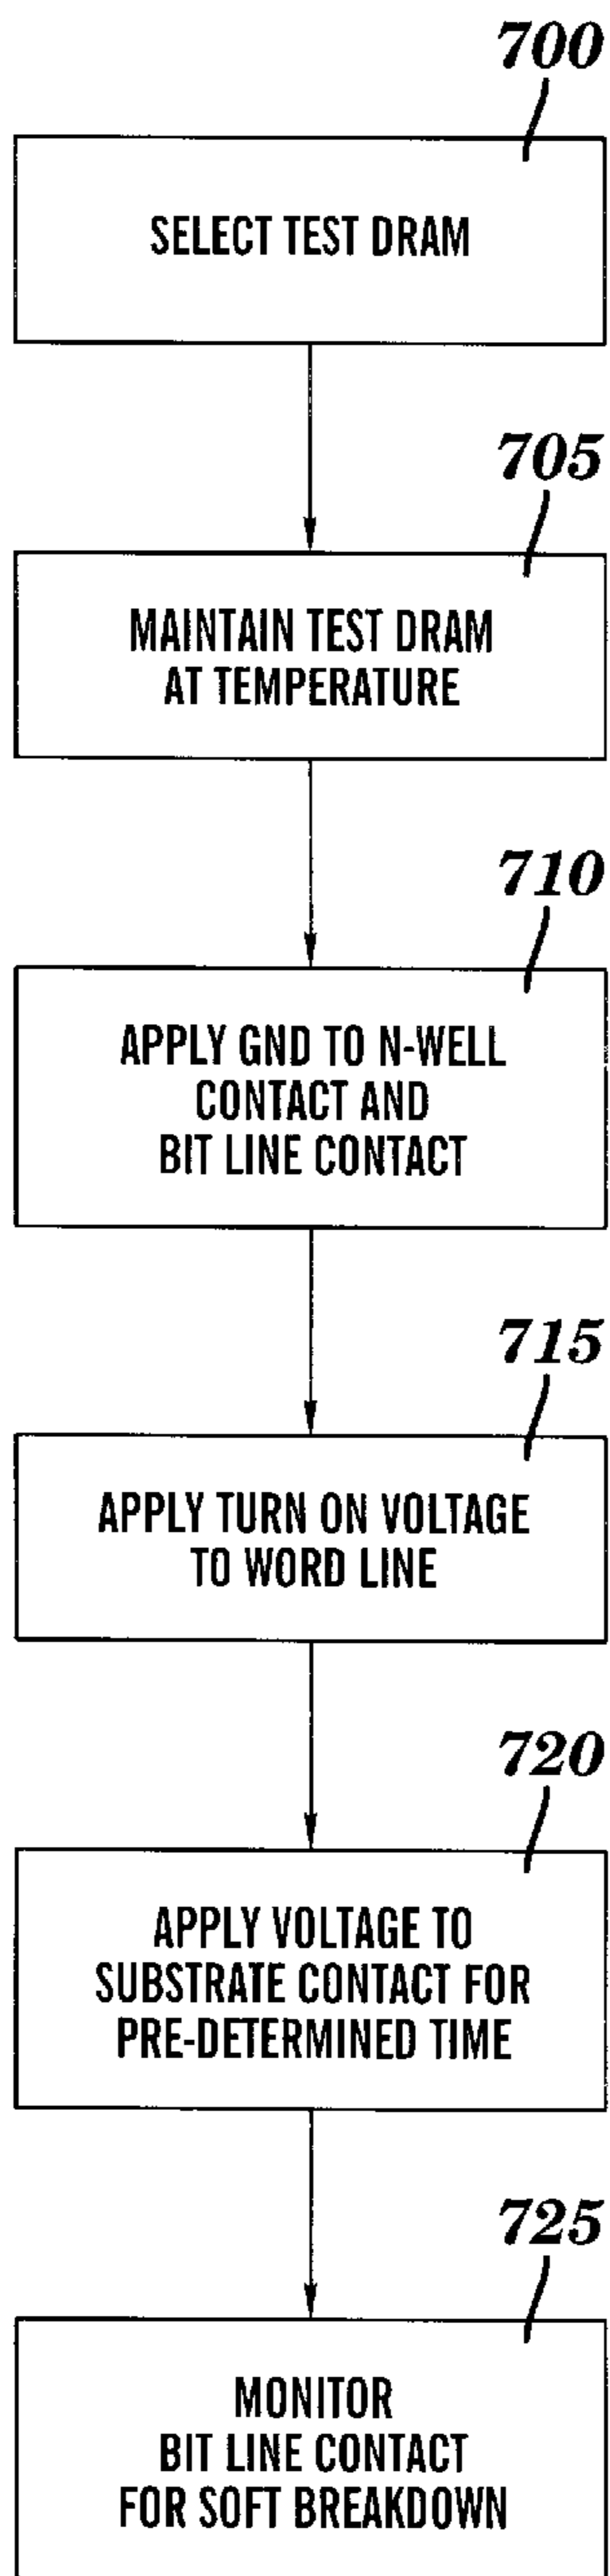 700
SELECT TEST DRAM
705
MAINTAIN TEST DRAM
AT TEMPERATURE
710
APPLY GND TO N-WELL
CONTACT AND
BIT LINE CONTACT
715
APPLY TURN ON VOLTAGE
TO WORD LINE
720
APPLY VOLTAGE TO
SUBSTRATE CONTACT FOR
PRE-DETERMINED TIME
725
MONITOR
BIT LINE CONTACT
FOR SOFT BREAKDOWN